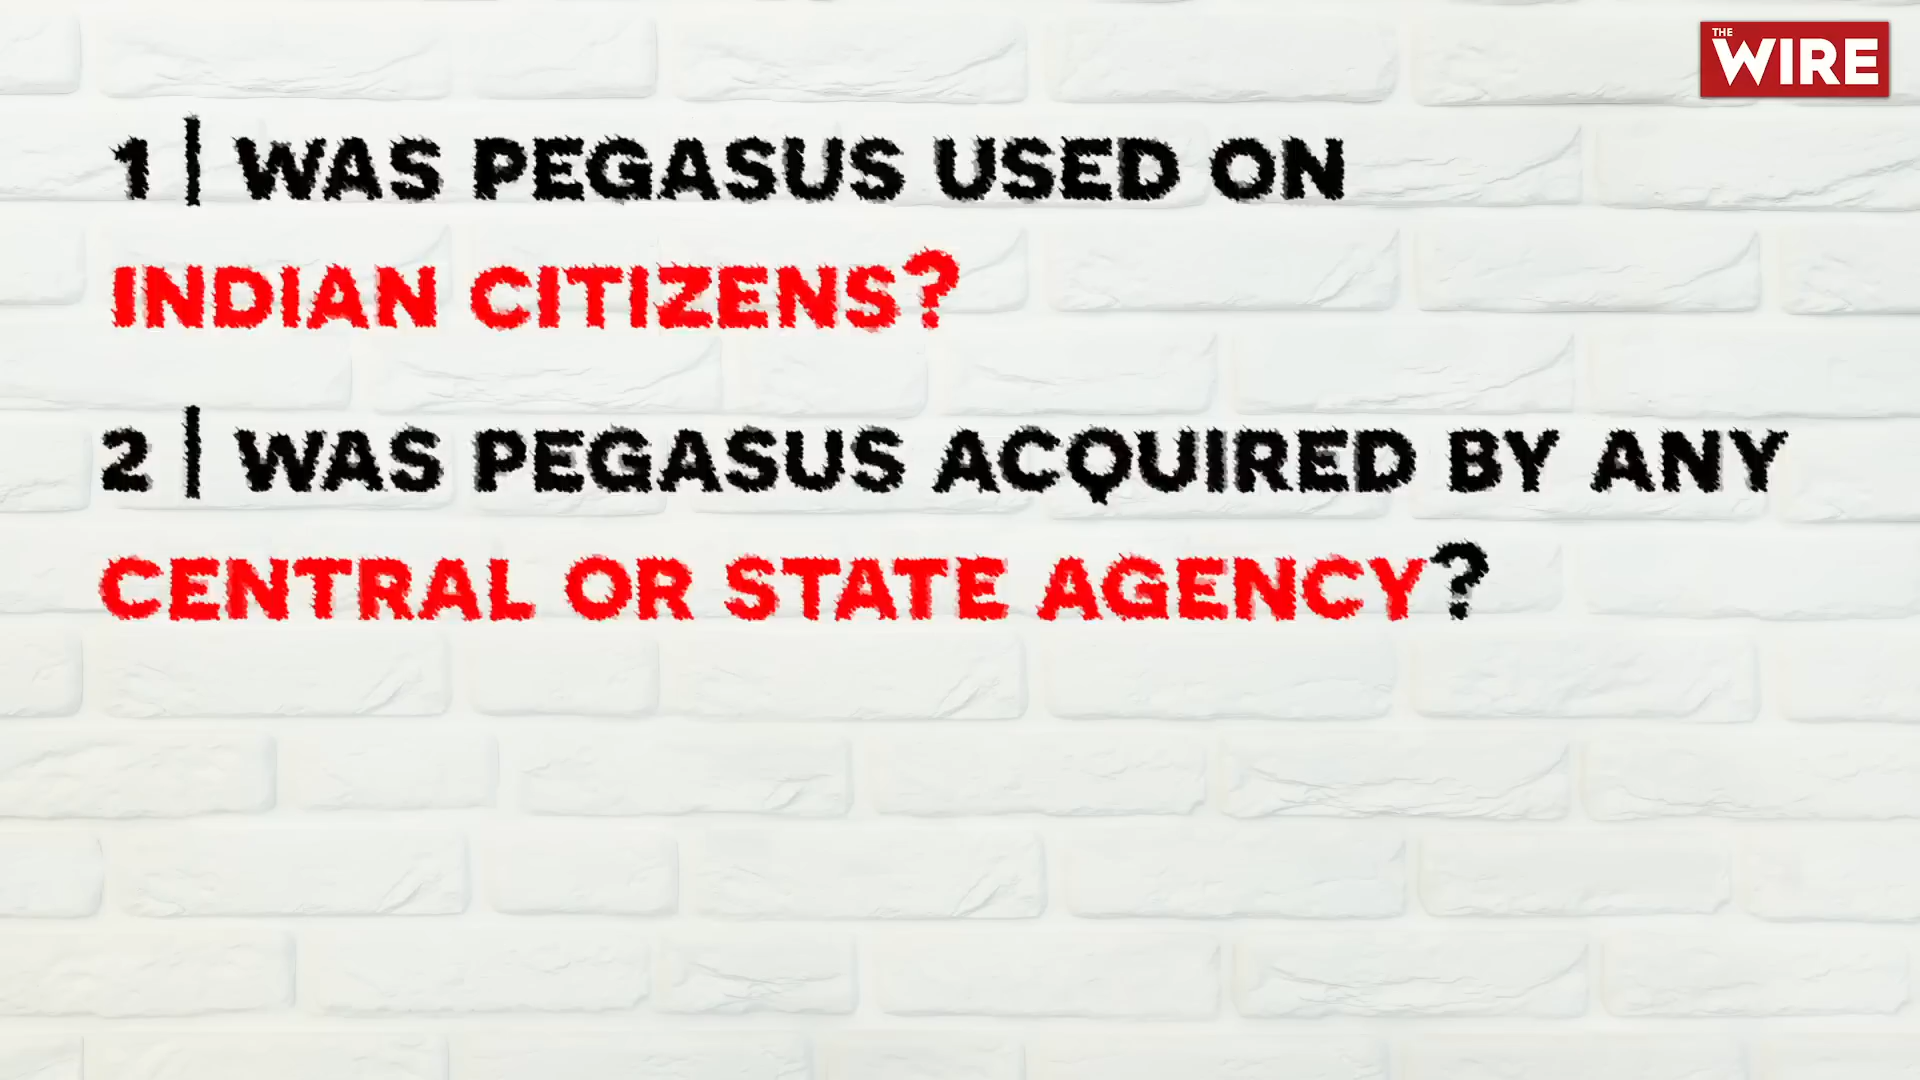 THE
WIRE
1 | WAS PEGASUS USED ON
INDIAN CITIZENS?
2 | WAS PEGASUS ACQUIRED BY ANY
CENTRAL OR STATE AGENCY?